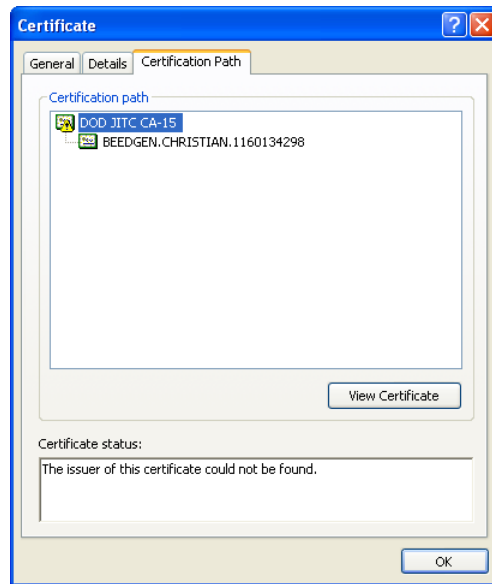 Certificate
General Details Certification Path
Certification path
DOD JITC CA-15
BEEDGEN.CHRISTIAN.1160134298
View Certificate
Certificate status:
The issuer of this certificate could not be found.
OK